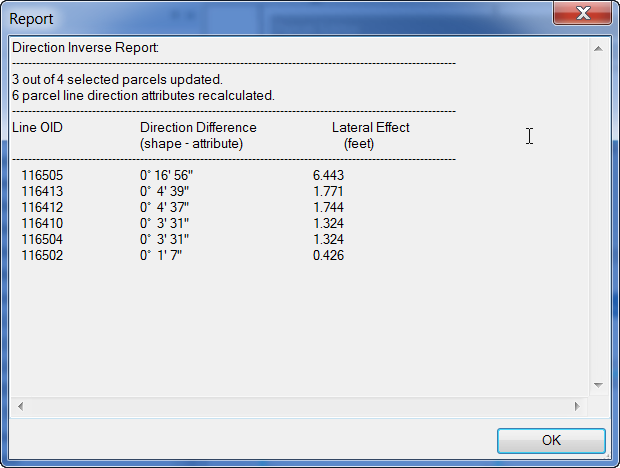 Report
Direction Inverse Report:
--------------------------------------------------------------------------------
3 out of 4 selected parcels updated.
6 parcel line direction attributes recalculated.
--------------------------------------------------------------------------------
Line OID Direction Difference Lateral Effect
(shape - attribute) (feet)
--------------------------------------------------------------------------------
116505 0° 16' 56" 6.443
116413 0° 4' 39" 1.771
116412 0° 4' 37" 1.744
116410 0° 3' 31" 1.324
116504 0° 3' 31" 1.324
116502 0° 1' 7" 0.426
OK